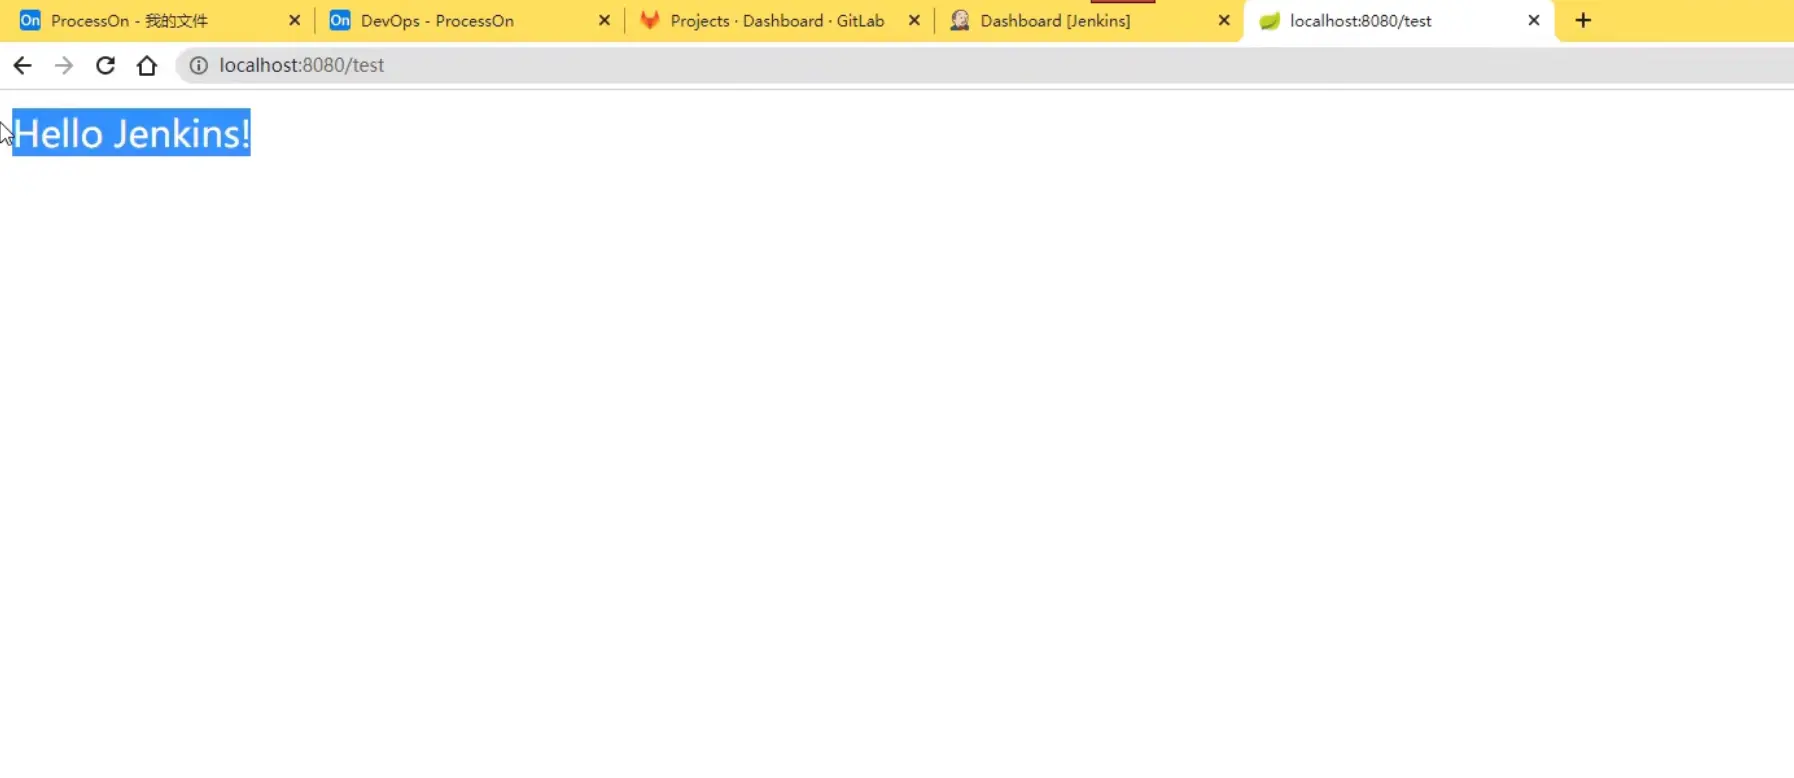 On ProcessOn - 我的文件
On DevOps - ProcessOn
Projects · Dashboard · GitLab
Dashboard [Jenkins]
localhost:8080/test
localhost:8080/test
Hello Jenkins!